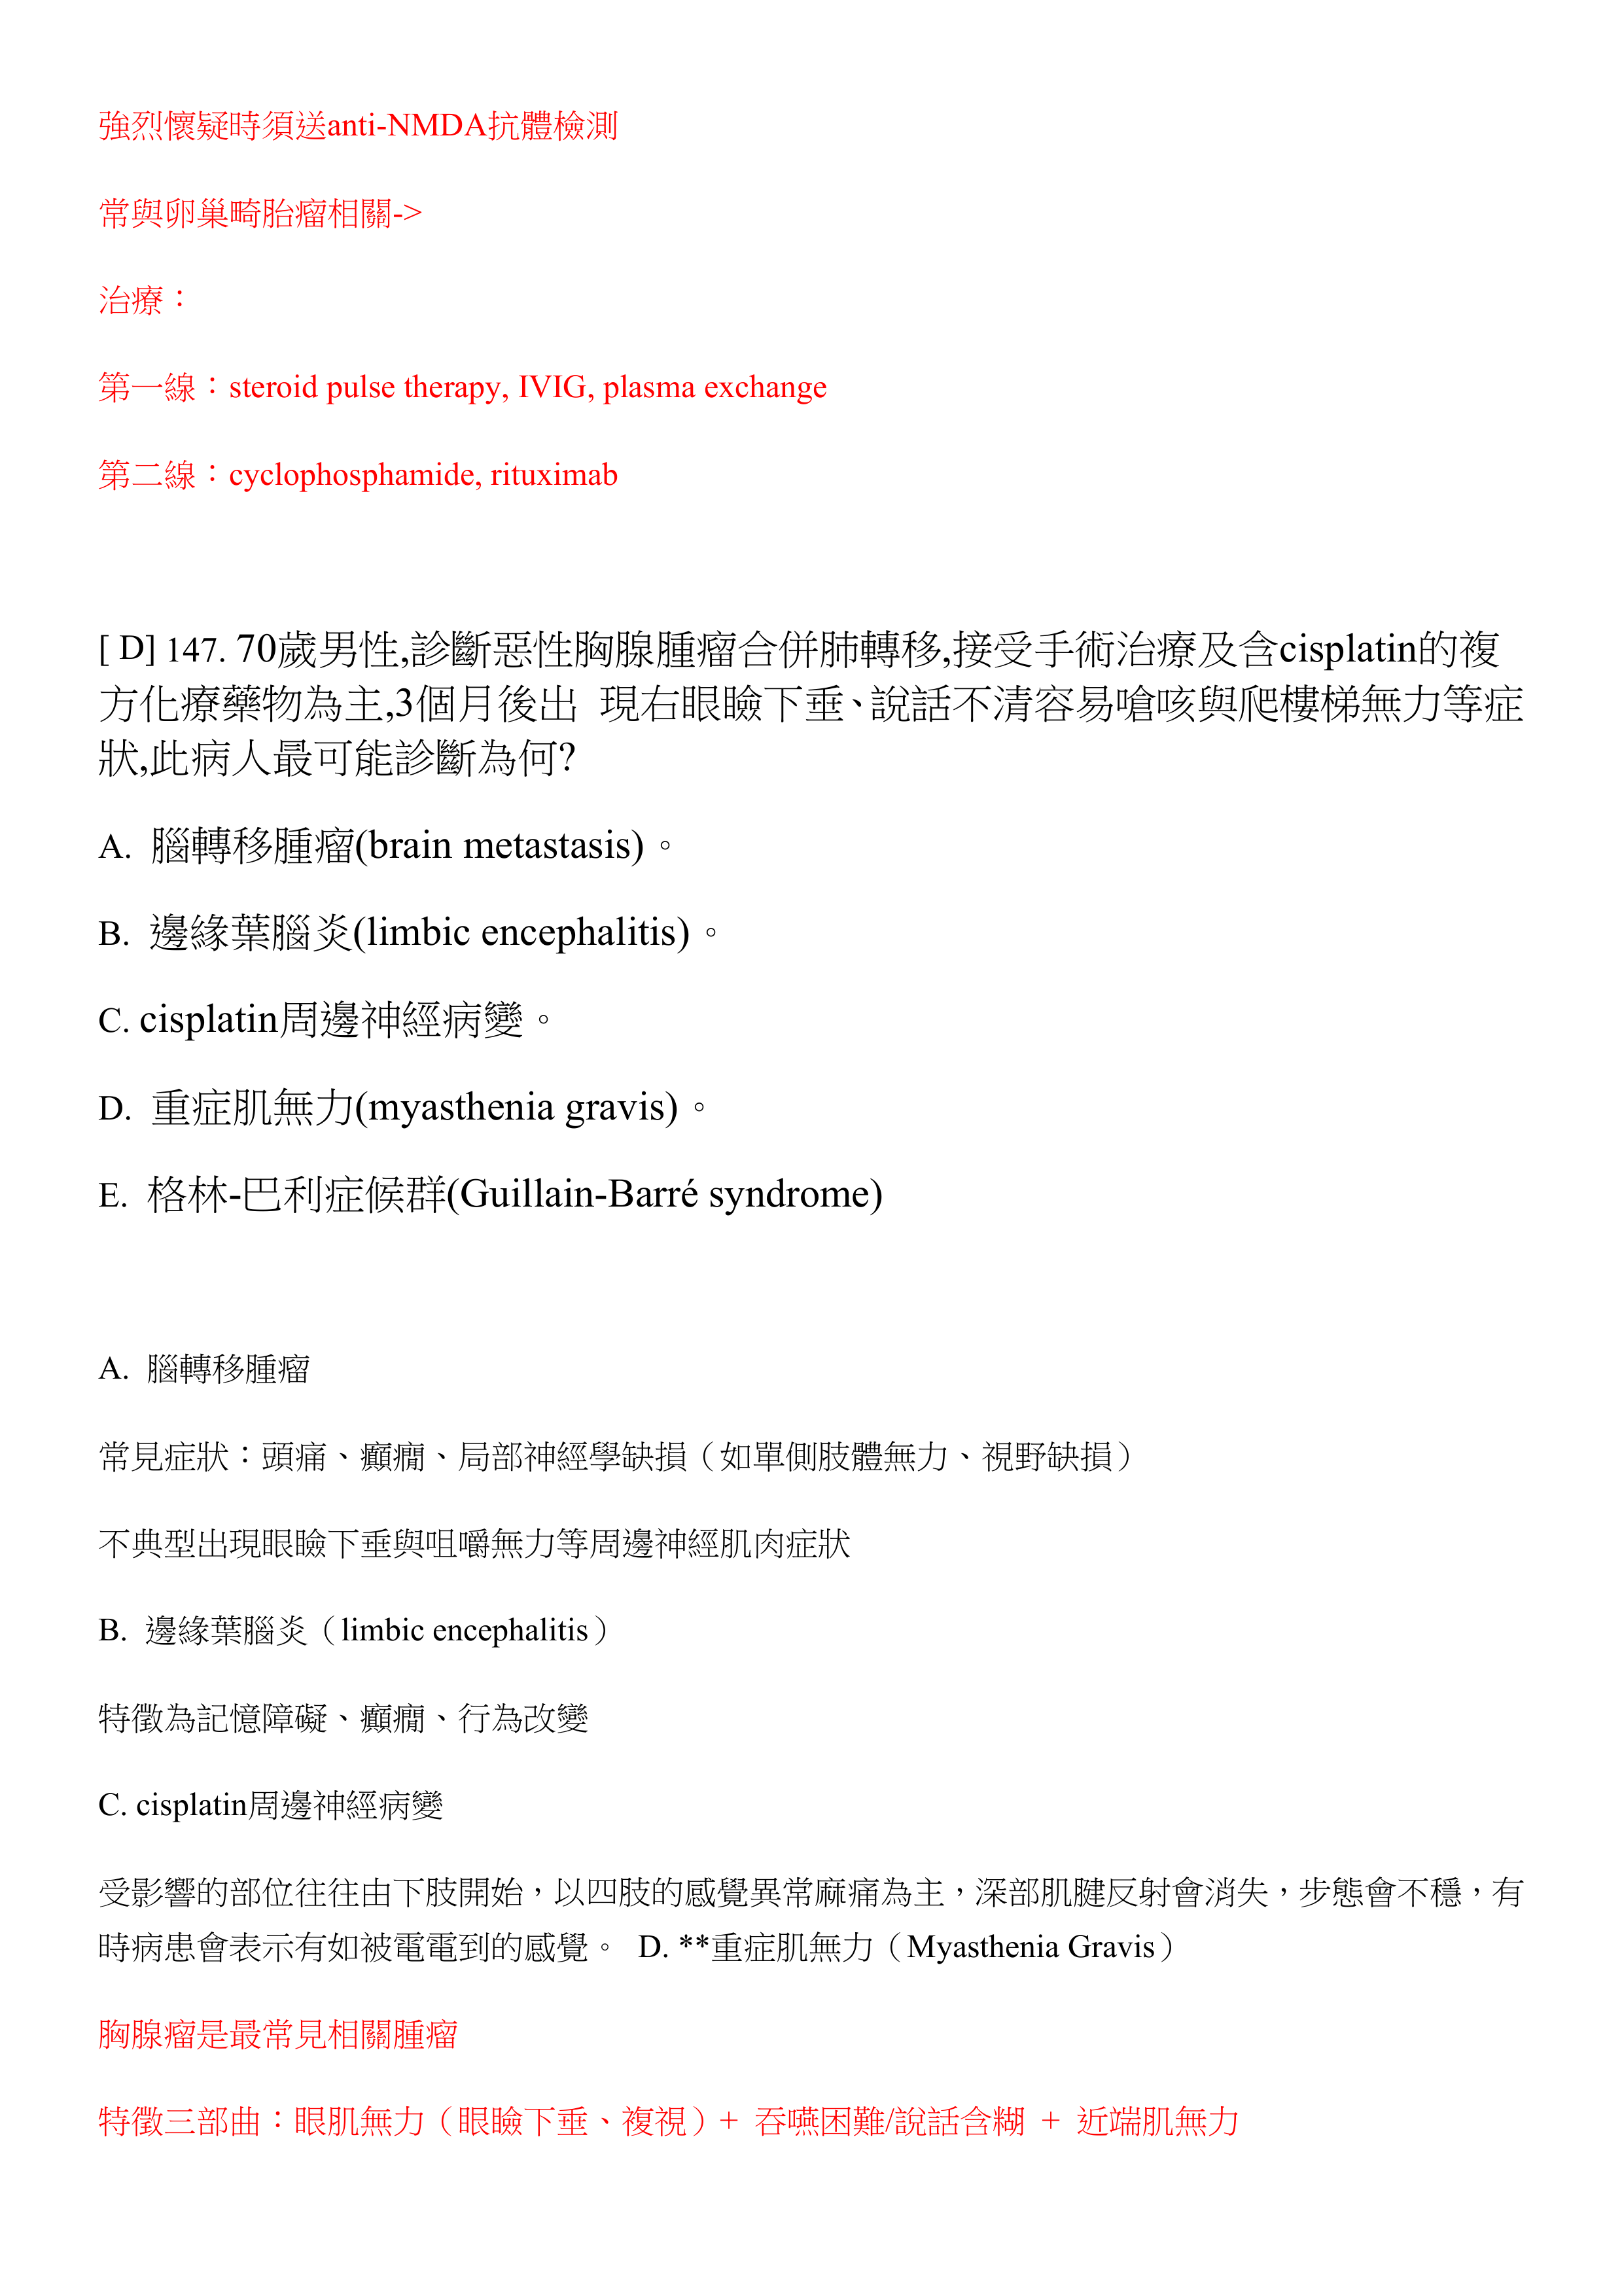 強烈懷疑時須送anti-NMDA抗體檢測
常與卵巢畸胎瘤相關->
治療：
第一線：steroid pulse therapy, IVIG, plasma exchange
第二線：cyclophosphamide, rituximab
[ D] 147. 70歲男性,診斷惡性胸腺腫瘤合併肺轉移,接受手術治療及含cisplatin的複
方化療藥物為主,3個月後出 現右眼瞼下垂、說話不清容易嗆咳與爬樓梯無力等症
狀,此病人最可能診斷為何?
A. 腦轉移腫瘤(brain metastasis)。
B. 邊緣葉腦炎(limbic encephalitis)。
C. cisplatin周邊神經病變。
D. 重症肌無力(myasthenia gravis)。
E. 格林-巴利症候群(Guillain-Barré syndrome)
A. 腦轉移腫瘤
常見症狀：頭痛、癲癇、局部神經學缺損（如單側肢體無力、視野缺損）
不典型出現眼瞼下垂與咀嚼無力等周邊神經肌肉症狀
B. 邊緣葉腦炎（limbic encephalitis）
特徵為記憶障礙、癲癇、行為改變
C. cisplatin周邊神經病變
受影響的部位往往由下肢開始，以四肢的感覺異常麻痛為主，深部肌腱反射會消失，步態會不穩，有
時病患會表示有如被電電到的感覺。 D. **重症肌無力（Myasthenia Gravis）
胸腺瘤是最常見相關腫瘤
特徵三部曲：眼肌無力（眼瞼下垂、複視）+ 吞嚥困難/說話含糊 + 近端肌無力